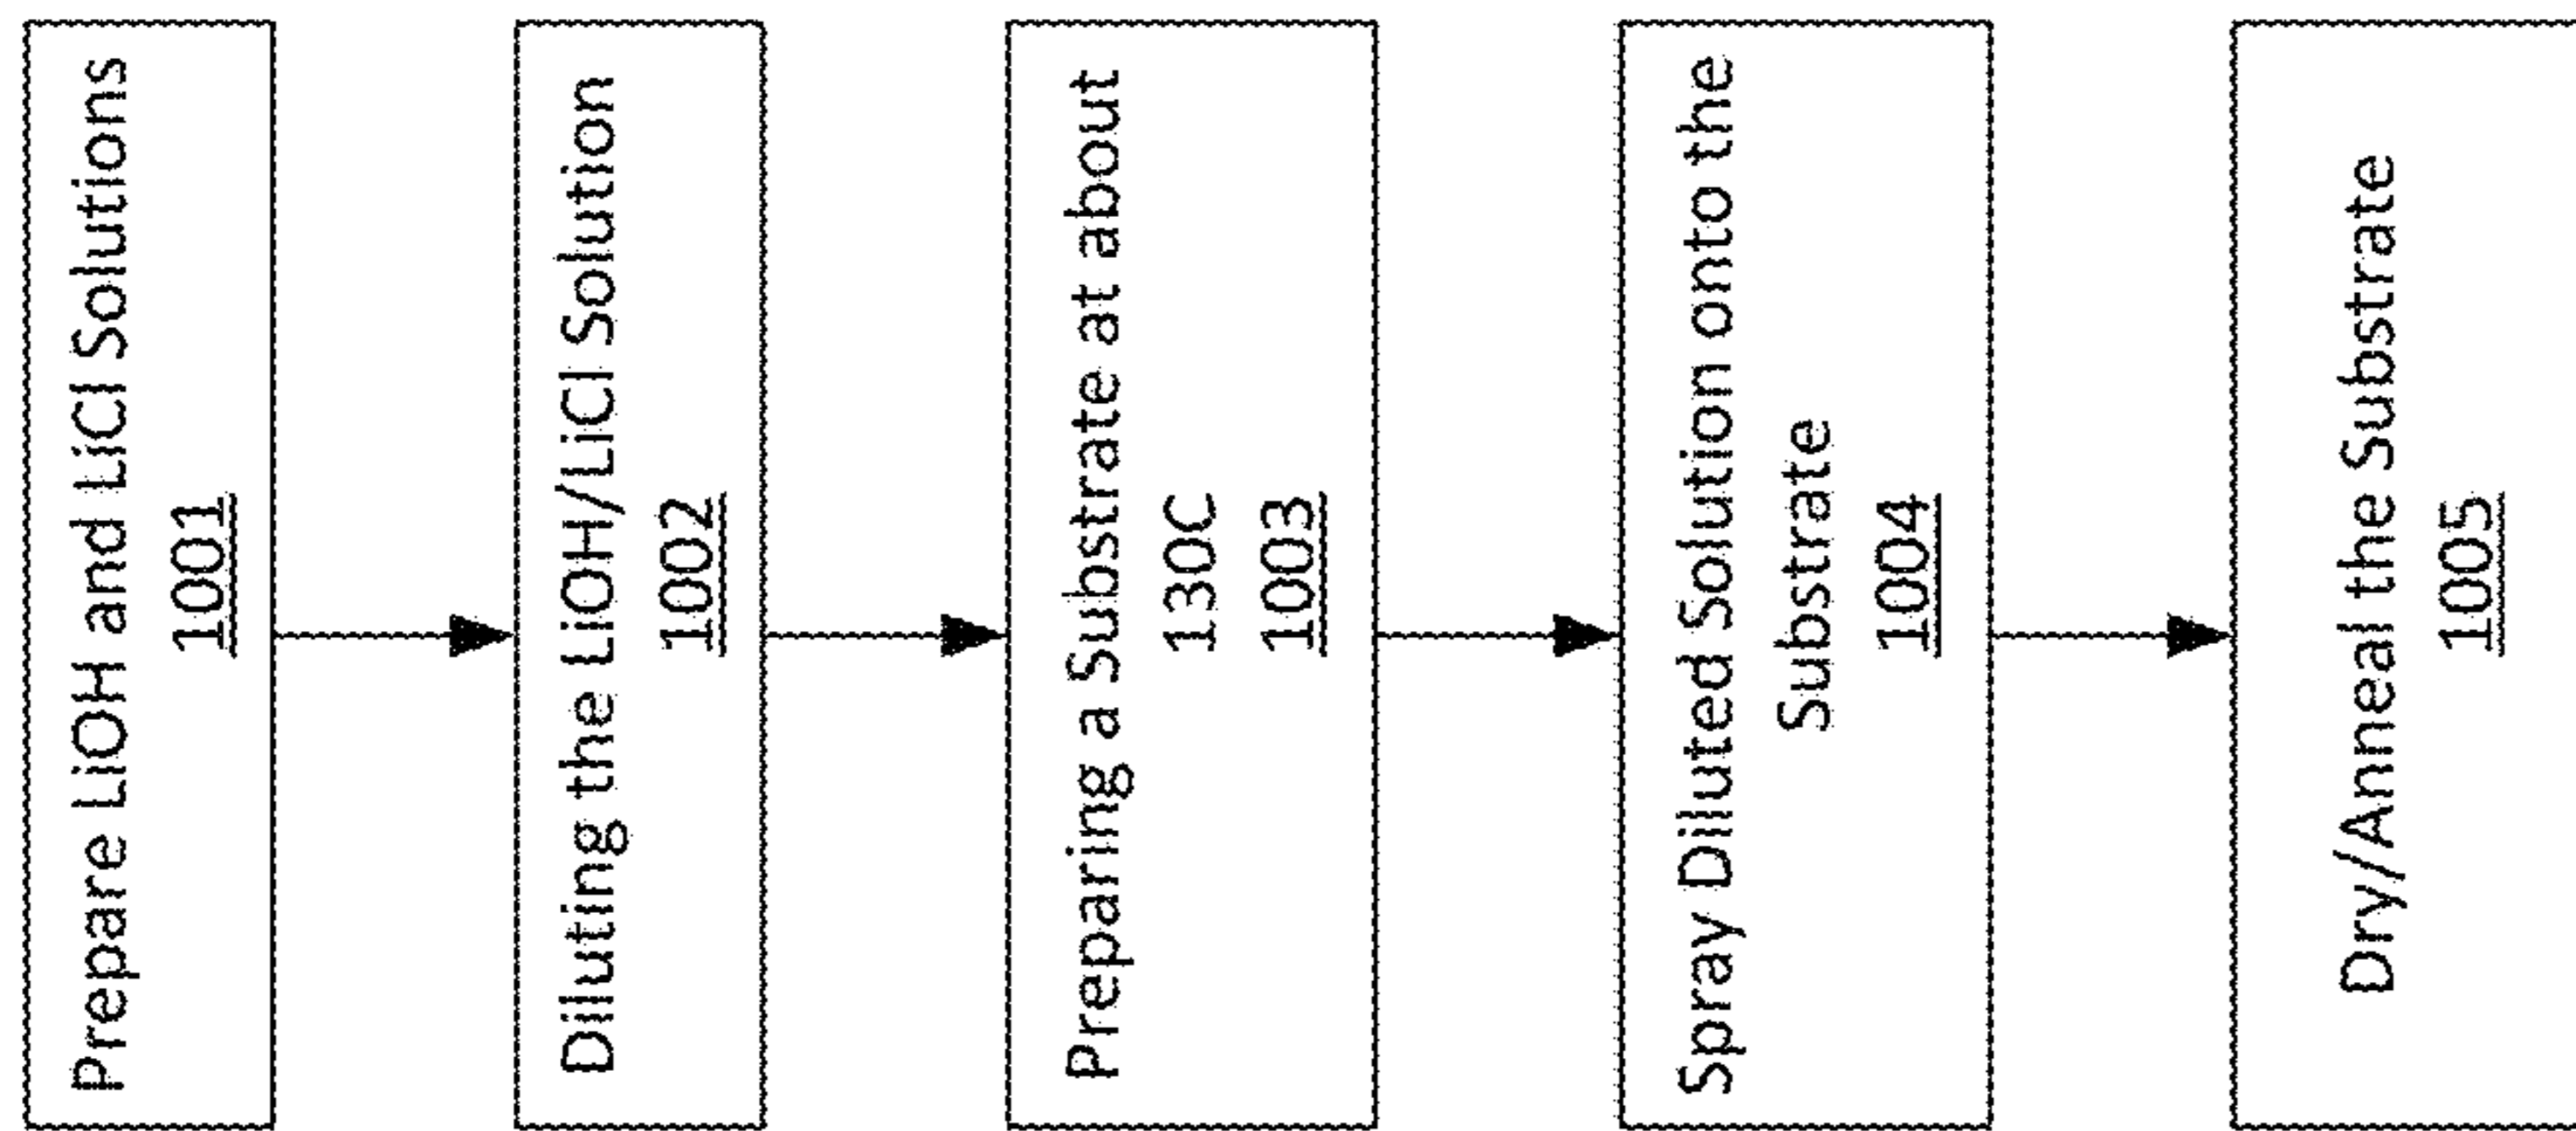 Prepare LiOH and LiCl Solutions
1001
Diluting the LiOH/LiCl Solution
1002
Preparing a Substrate at about
130C
1003
Spray Diluted Solution onto the
Substrate
1004
Dry/Anneal the Substrate
1005